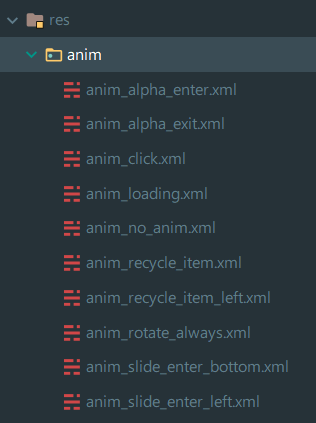 res
anim
anim_alpha_enter.xml
anim_alpha_exit.xml
anim_click.xml
anim_loading.xml
anim_no_anim.xml
anim_recycle_item.xml
anim_recycle_item_left.xml
anim_rotate_always.xml
anim_slide_enter_bottom.xml
anim_slide_enter_left.xml